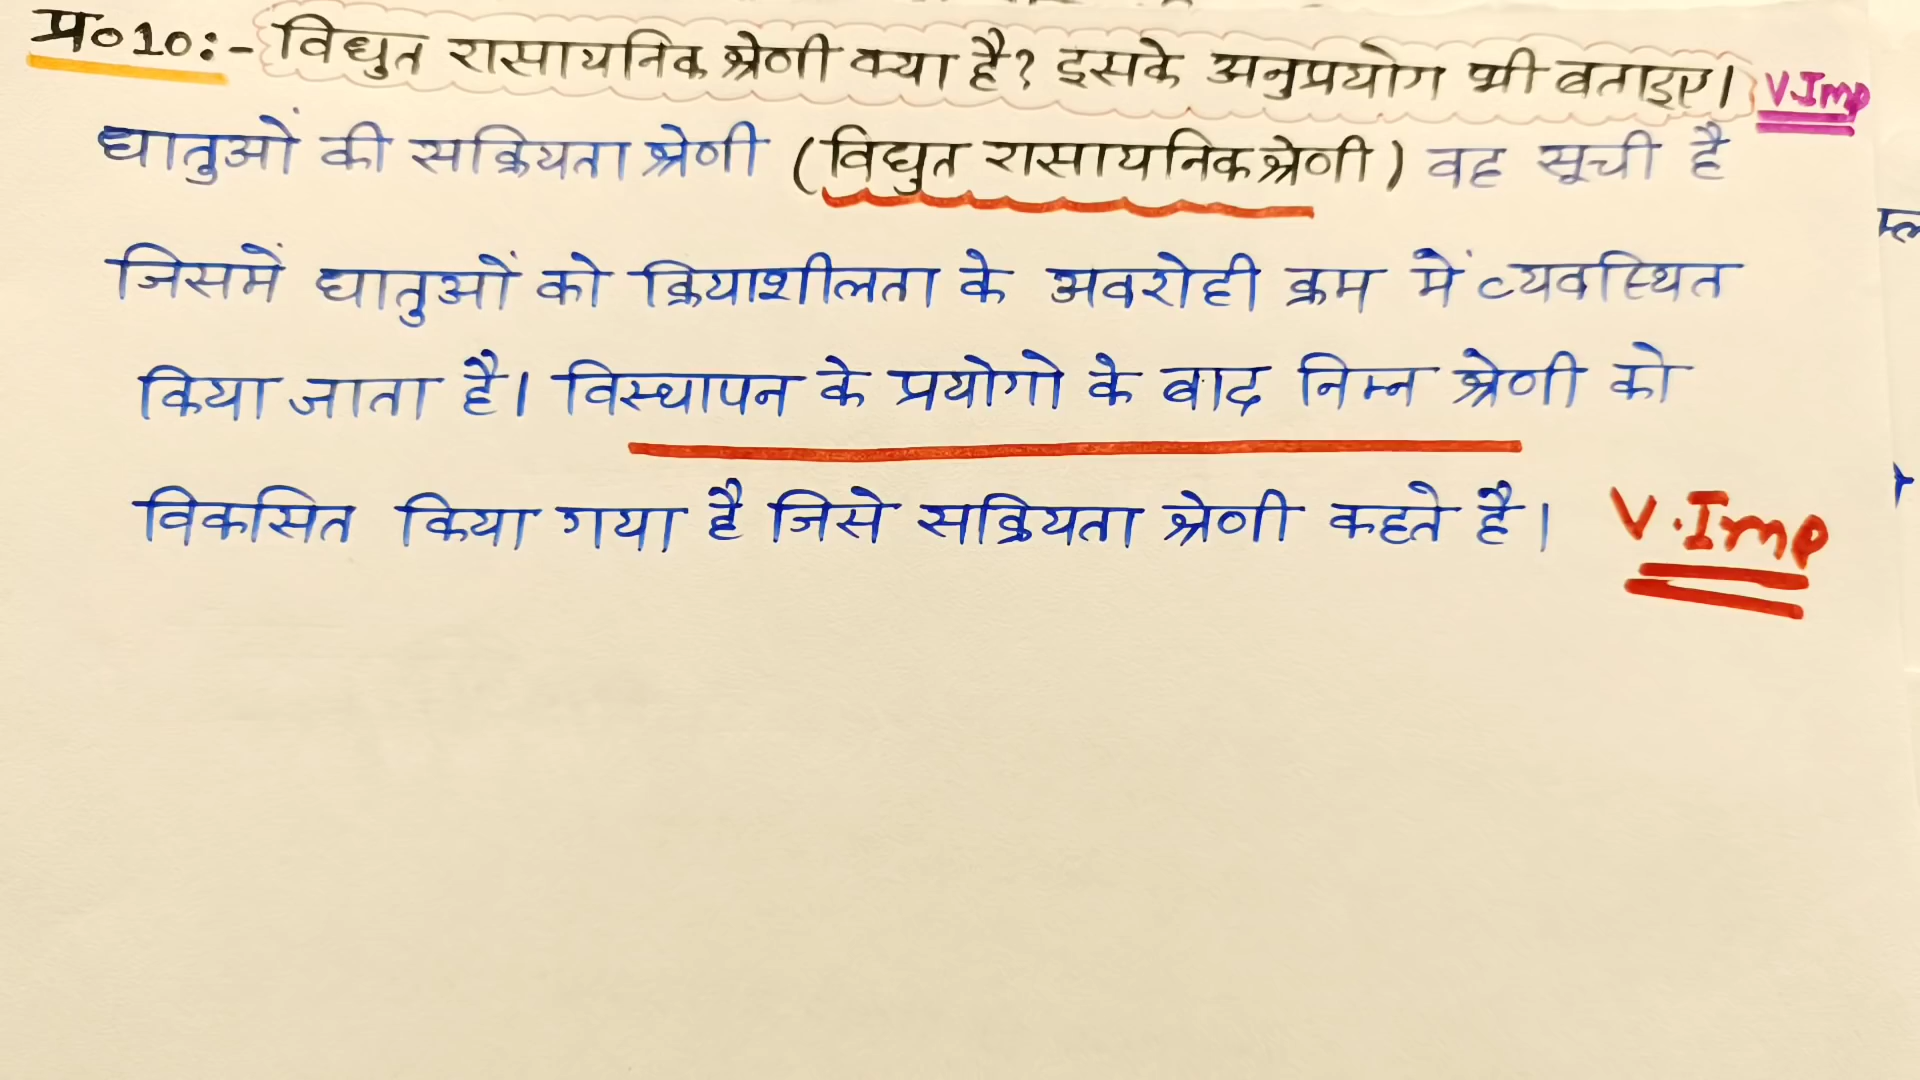 प्र०10:- विधुत रासायनिक श्रेणी क्या है? इसके अनुप्रयोग भी बताइए। V.Imp
धातुओं की सक्रियता श्रेणी (विधुत रासायनिक श्रेणी) वह सूची है
जिसमें धातुओं को क्रियाशीलता के अवरोही क्रम में व्यवस्थित
किया जाता है। विस्थापन के प्रयोगो के बाद निम्न श्रेणी को
विकसित किया गया है जिसे सक्रियता श्रेणी कहते है। V.Imp